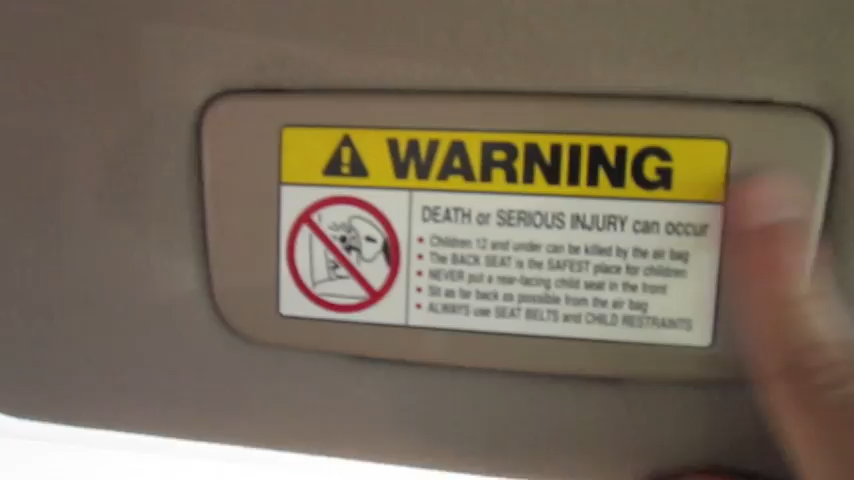 WARNING
DEATH or SERIOUS INJURY can occur
• Children 12 and under can be killed by the air bag
• The BACK SEAT is the SAFEST place for children
• NEVER put a rear-facing child seat in the front
• Sit as far back as possible from the air bag
• ALWAYS use SEAT BELTS and CHILD RESTRAINTS